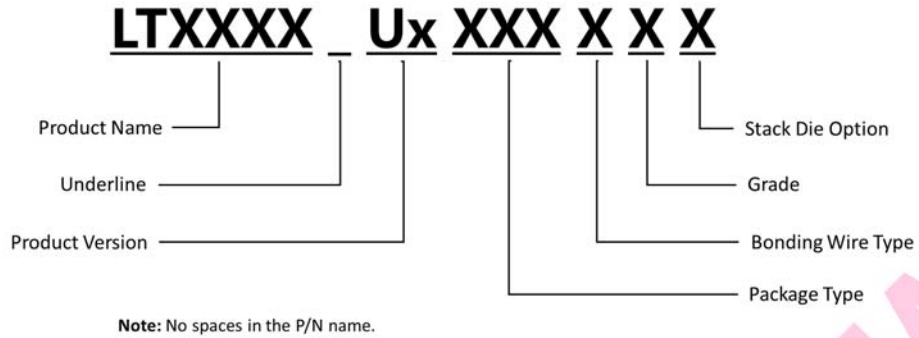 LTXXXX _ Ux XXX X X X
Product Name
Stack Die Option
Underline
Grade
Product Version
Bonding Wire Type
Package Type
Note: No spaces in the P/N name.